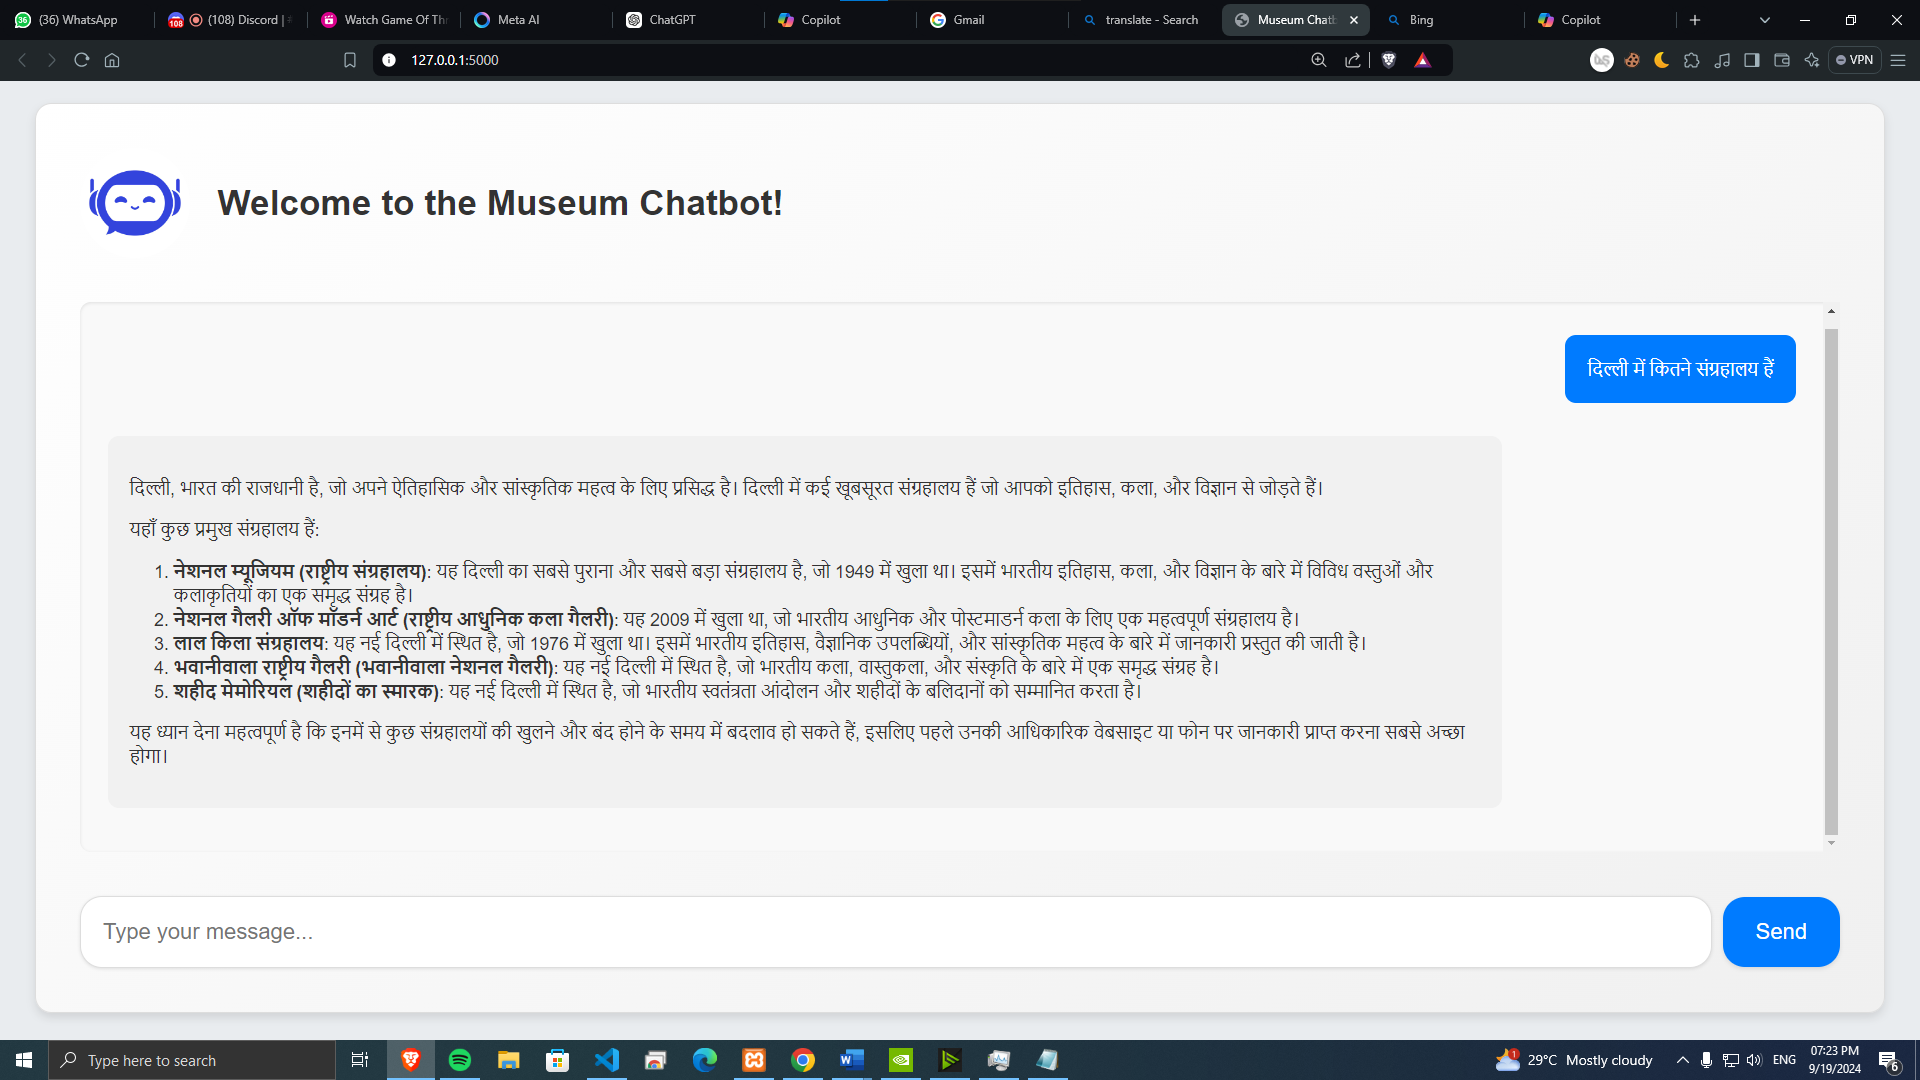 (36) WhatsApp
(108) Discord |
Watch Game Of Thr
Meta AI
ChatGPT
Copilot
Gmail
translate - Search
Museum Chatb
Bing
Copilot
127.0.0.1:5000
VPN
Welcome to the Museum Chatbot!
दिल्ली में कितने संग्रहालय हैं
दिल्ली, भारत की राजधानी है, जो अपने ऐतिहासिक और सांस्कृतिक महत्व के लिए प्रसिद्ध है। दिल्ली में कई खूबसूरत संग्रहालय हैं जो आपको इतिहास, कला, और विज्ञान से जोड़ते हैं।
यहाँ कुछ प्रमुख संग्रहालय हैं:
1. नेशनल म्यूजियम (राष्ट्रीय संग्रहालय): यह दिल्ली का सबसे पुराना और सबसे बड़ा संग्रहालय है, जो 1949 में खुला था। इसमें भारतीय इतिहास, कला, और विज्ञान के बारे में विविध वस्तुओं और
कलाकृतियों का एक समृद्ध संग्रह है।
2. नेशनल गैलरी ऑफ मॉडर्न आर्ट (राष्ट्रीय आधुनिक कला गैलरी): यह 2009 में खुला था, जो भारतीय आधुनिक और पोस्टमाडर्न कला के लिए एक महत्वपूर्ण संग्रहालय है।
3. लाल किला संग्रहालय: यह नई दिल्ली में स्थित है, जो 1976 में खुला था। इसमें भारतीय इतिहास, वैज्ञानिक उपलब्धियों, और सांस्कृतिक महत्व के बारे में जानकारी प्रस्तुत की जाती है।
4. भवानीवाला राष्ट्रीय गैलरी (भवानीवाला नेशनल गैलरी): यह नई दिल्ली में स्थित है, जो भारतीय कला, वास्तुकला, और संस्कृति के बारे में एक समृद्ध संग्रह है।
5. शहीद मेमोरियल (शहीदों का स्मारक): यह नई दिल्ली में स्थित है, जो भारतीय स्वतंत्रता आंदोलन और शहीदों के बलिदानों को सम्मानित करता है।
यह ध्यान देना महत्वपूर्ण है कि इनमें से कुछ संग्रहालयों की खुलने और बंद होने के समय में बदलाव हो सकते हैं, इसलिए पहले उनकी आधिकारिक वेबसाइट या फोन पर जानकारी प्राप्त करना सबसे अच्छा
होगा।
Type your message...
Send
Type here to search
29°C Mostly cloudy
ENG
07:23 PM
9/19/2024
6